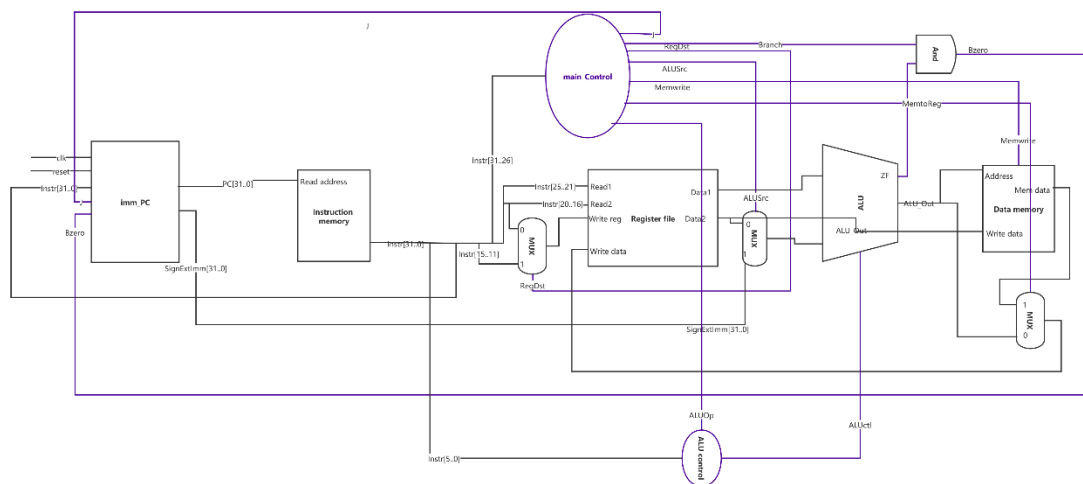 J
J
RegDst
Branch
And
Bzero
main Control
ALUSrc
Memwrite
MemtoReg
clk
reset
Instr[31..0]
J
Bzero
imm_PC
PC[31..0]
SignExtImm[31..0]
Read address
Instruction
memory
Instr[31..0]
Instr[31..26]
Instr[25..21]
Instr[20..16]
Instr[15..11]
0
MUX
1
RegDst
Read1
Read2
Write reg
Register file
Write data
Data1
Data2
ALUSrc
0
MUX
1
SignExtImm[31..0]
ZF
ALU
ALU_Out
ALU_Out
Memwrite
Address
Mem data
Data memory
Write data
1
MUX
0
ALUOp
ALUctl
ALU control
Instr[5..0]